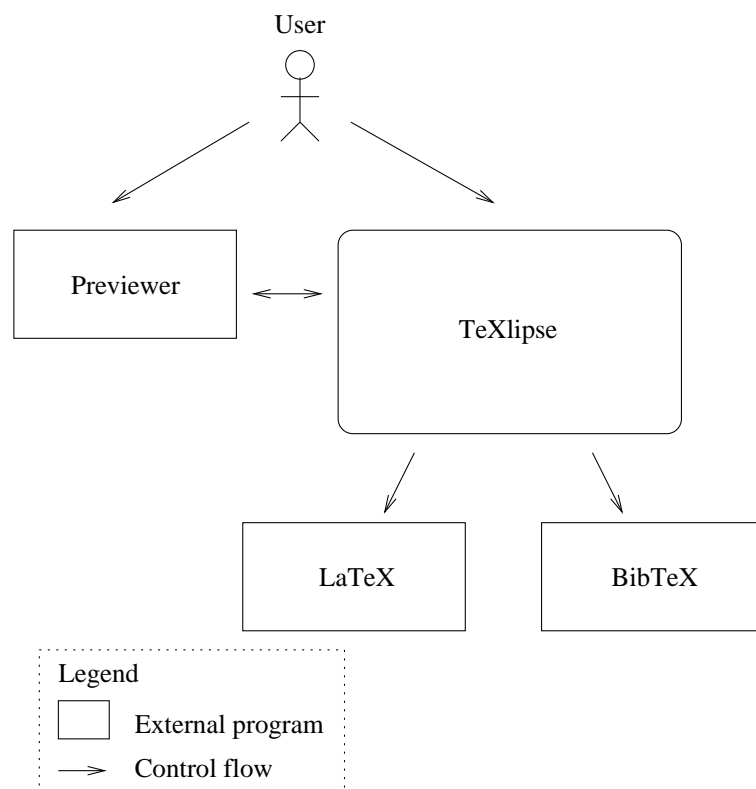 User
Previewer
TeXlipse
LaTeX
BibTeX
Legend
External program
Control flow